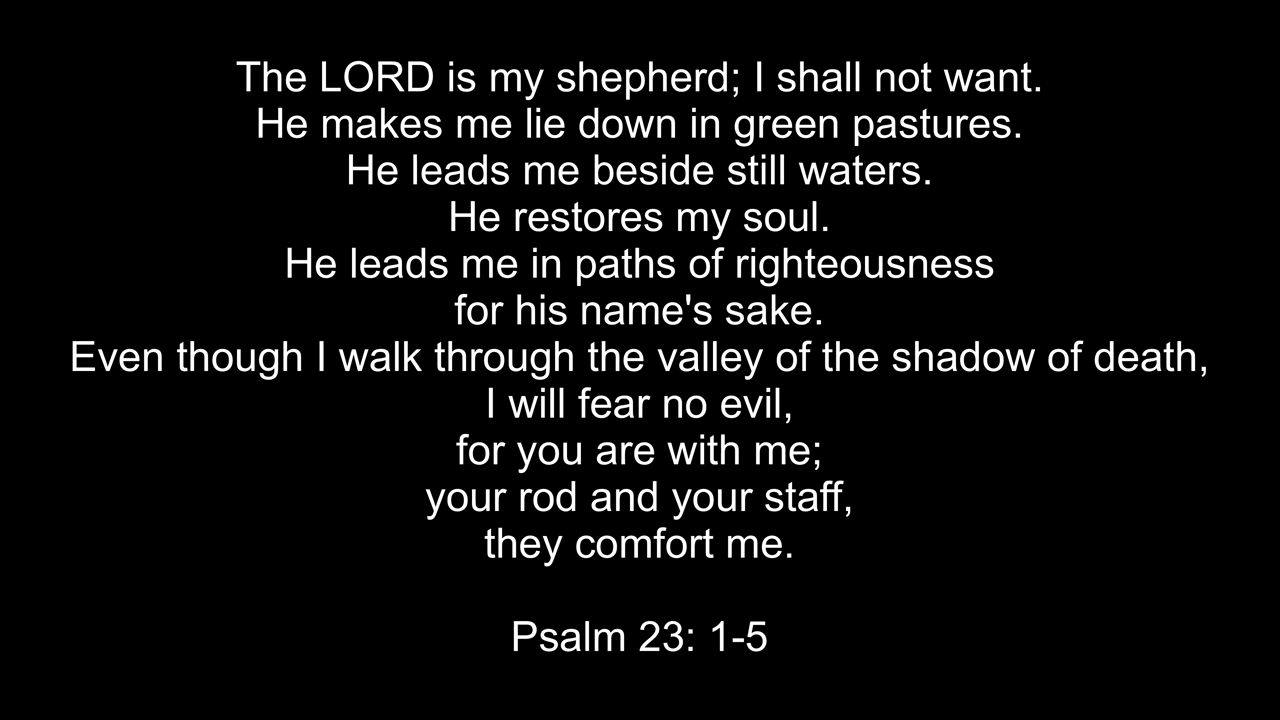 The LORD is my shepherd; I shall not want.
He makes me lie down in green pastures.
He leads me beside still waters.
He restores my soul.
He leads me in paths of righteousness
for his name's sake.
Even though I walk through the valley of the shadow of death,
I will fear no evil,
for you are with me;
your rod and your staff,
they comfort me.
Psalm 23: 1-5